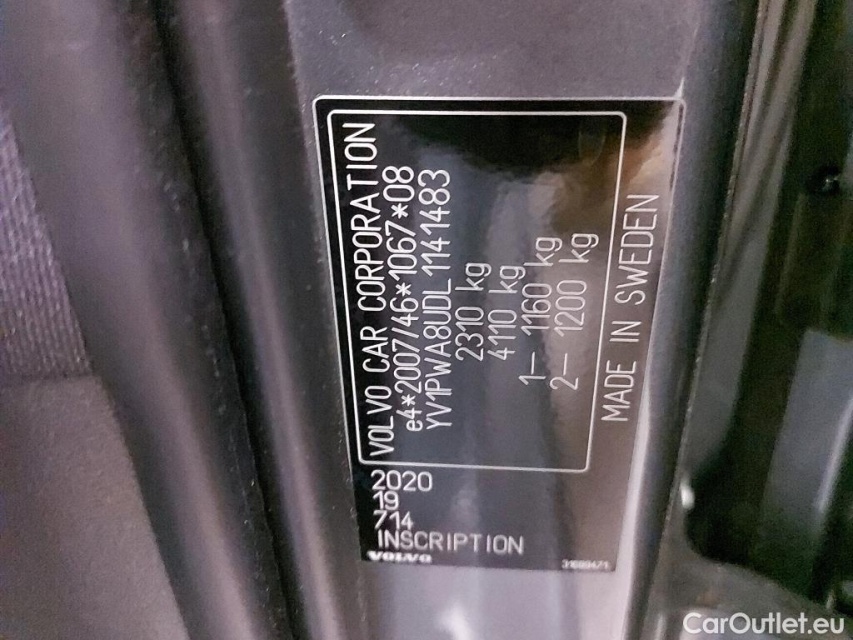 VOLVO CAR CORPORATION
e4*2007/46*1067*08
YV1PWA8UDL1141483
2310 kg
4110 kg
1– 1160 kg
2– 1200 kg
MADE IN SWEDEN
2020
19
714
INSCRIPTION
VOLVO
CarOutlet.eu